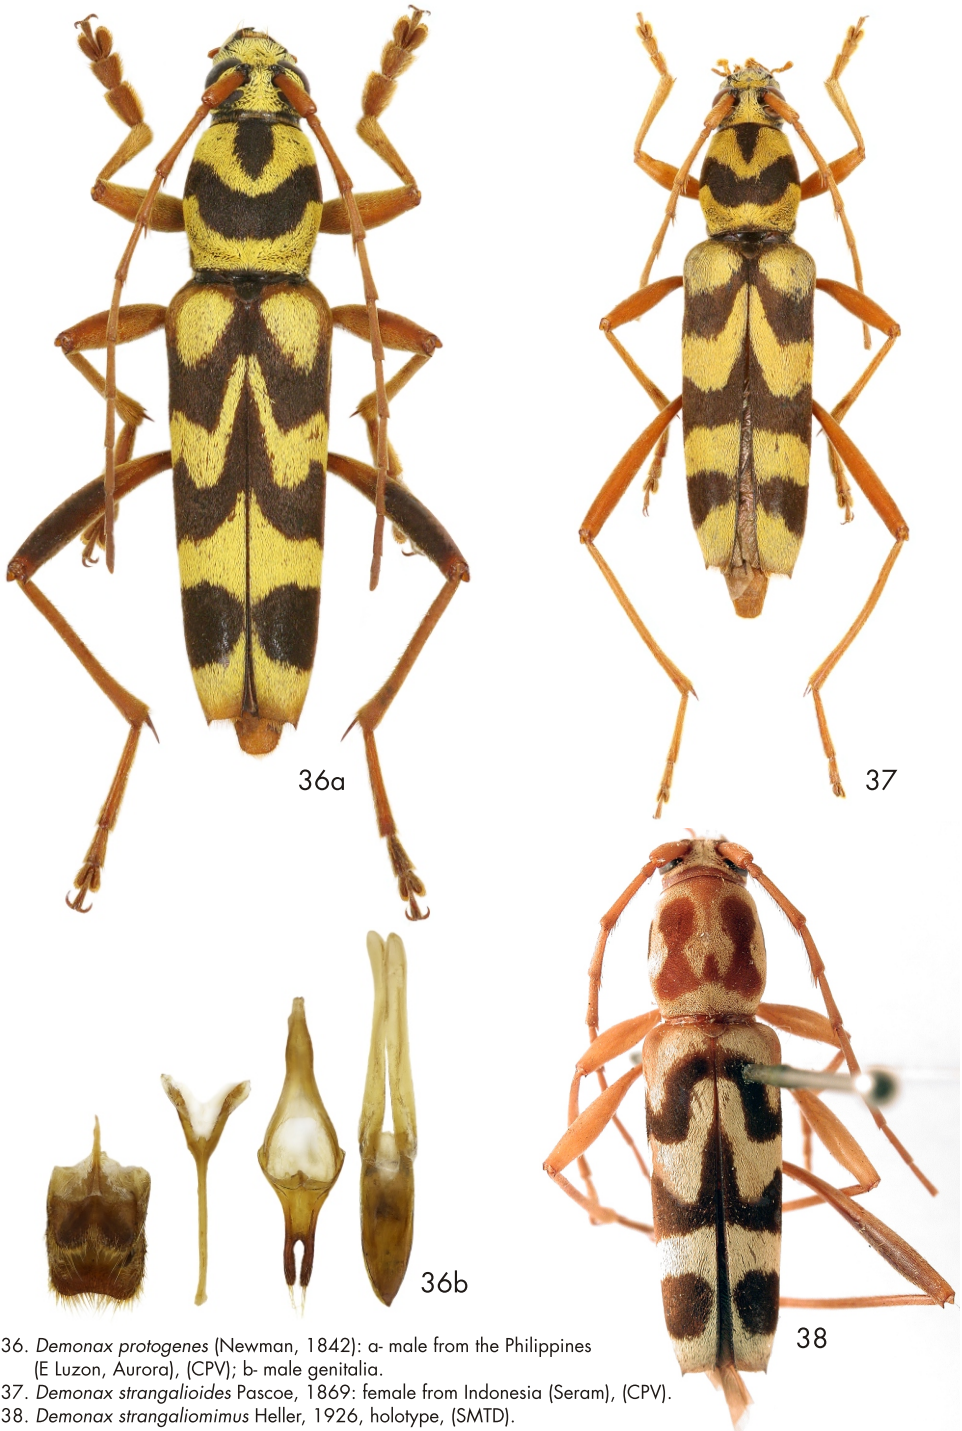 36a
37
36b
38
36. Demonax protogenes (Newman, 1842): a- male from the Philippines
(E Luzon, Aurora), (CPV); b- male genitalia.
37. Demonax strangalioides Pascoe, 1869: female from Indonesia (Seram), (CPV).
38. Demonax strangaliomimus Heller, 1926, holotype, (SMTD).